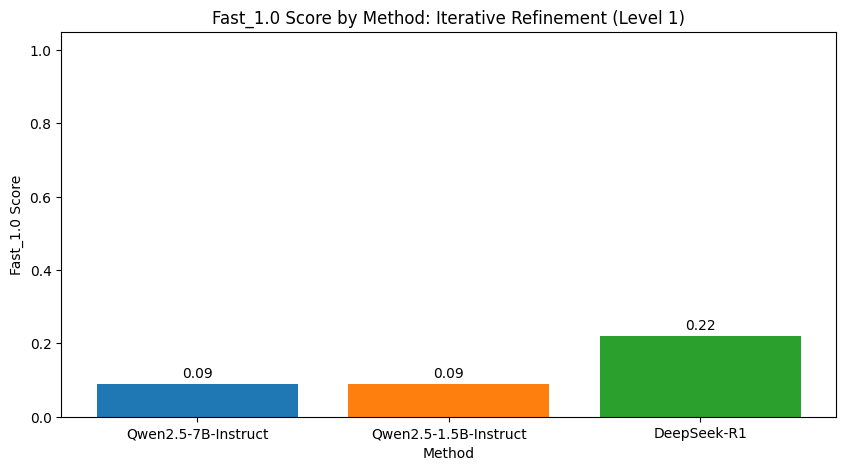 Fast_1.0 Score by Method: Iterative Refinement (Level 1)
1.0
0.8
0.6
0.4
0.2
0.0
Fast_1.0 Score
0.09
0.09
0.22
Qwen2.5-7B-Instruct
Qwen2.5-1.5B-Instruct
DeepSeek-R1
Method